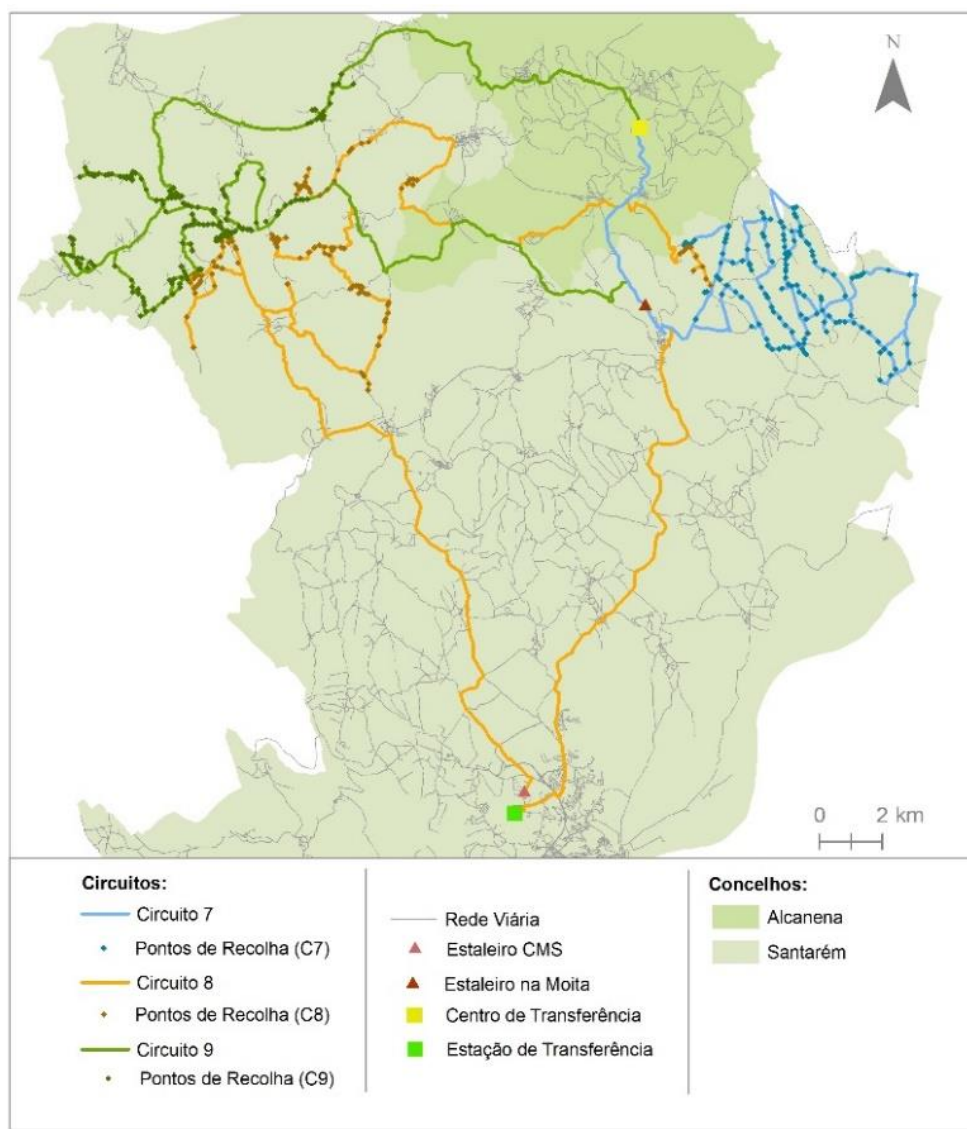 N
0 2 km
Circuitos:
Circuito 7
Pontos de Recolha (C7)
Circuito 8
Pontos de Recolha (C8)
Circuito 9
Pontos de Recolha (C9)
Rede Viária
Estaleiro CMS
Estaleiro na Moita
Centro de Transferência
Estação de Transferência
Concelhos:
Alcanena
Santarém